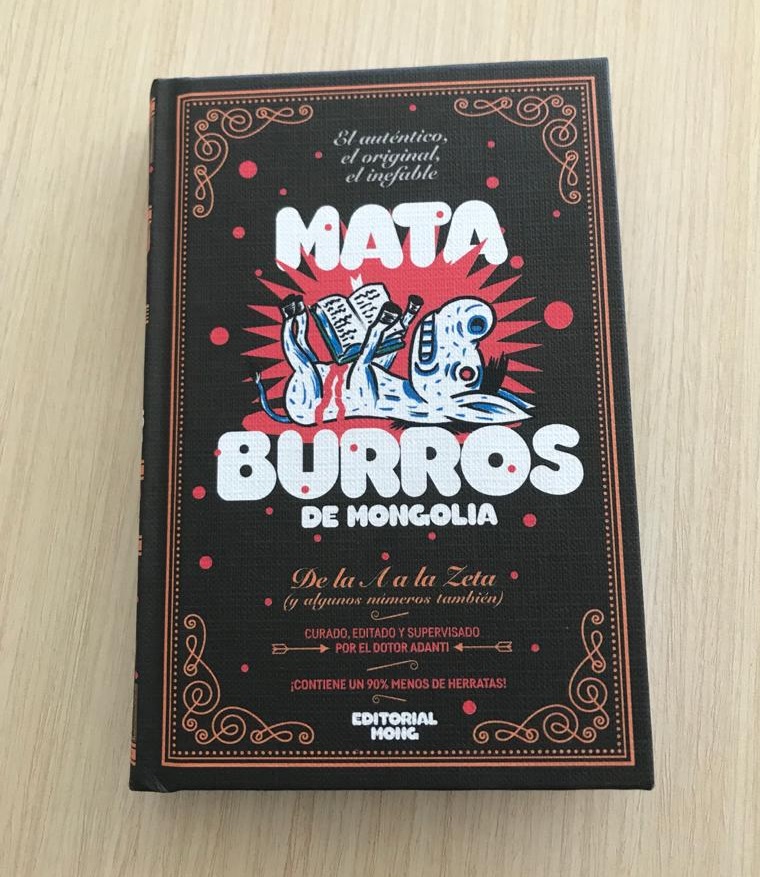 El auténtico,
el original,
el inefable
MATA
BURROS
DE MONGOLIA
De la A a la Zeta
(y algunos números también)
CURADO, EDITADO Y SUPERVISADO
POR EL DOTOR ADANTI
¡CONTIENE UN 90% MENOS DE HERRATAS!
EDITORIAL
MONG